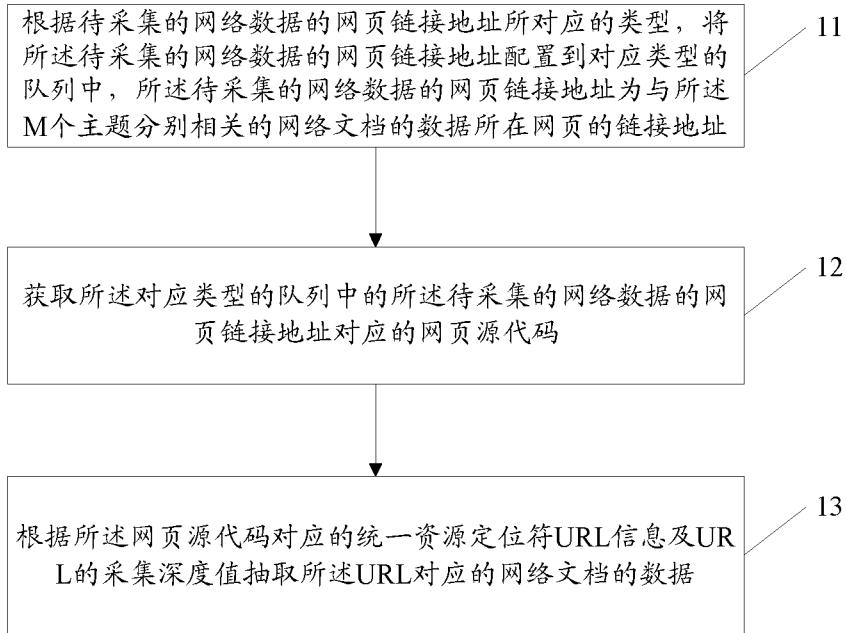 根据待采集的网络数据的网页链接地址所对应的类型，将
所述待采集的网络数据的网页链接地址配置到对应类型的
队列中，所述待采集的网络数据的网页链接地址为与所述
M个主题分别相关的网络文档的数据所在网页的链接地址
11
获取所述对应类型的队列中的所述待采集的网络数据的网
页链接地址对应的网页源代码
12
根据所述网页源代码对应的统一资源定位符URL信息及UR
L的采集深度值抽取所述URL对应的网络文档的数据
13